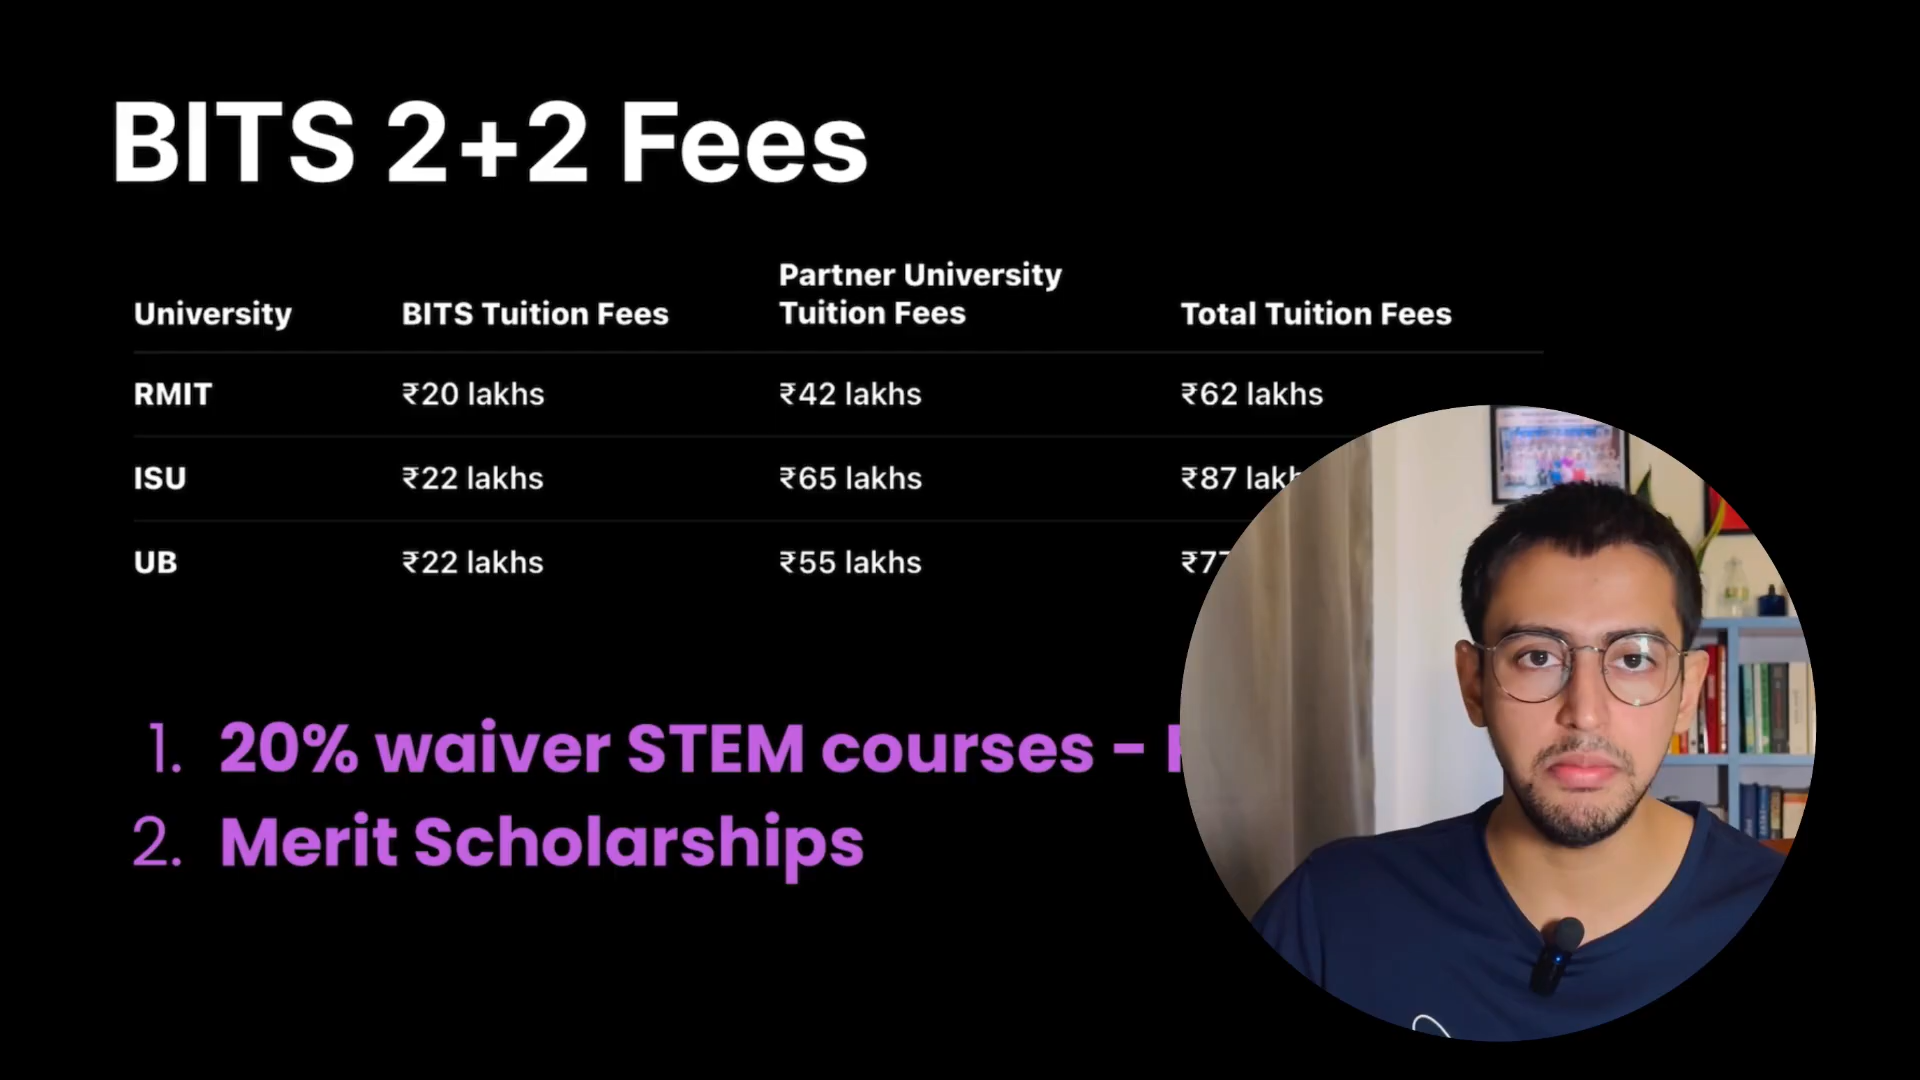 BITS 2+2 Fees
University BITS Tuition Fees Partner University Tuition Fees Total Tuition Fees
RMIT ₹20 lakhs ₹42 lakhs ₹62 lakhs
ISU ₹22 lakhs ₹65 lakhs ₹87
UB ₹22 lakhs ₹55 lakhs
1. 20% waiver STEM courses -
2. Merit Scholarships